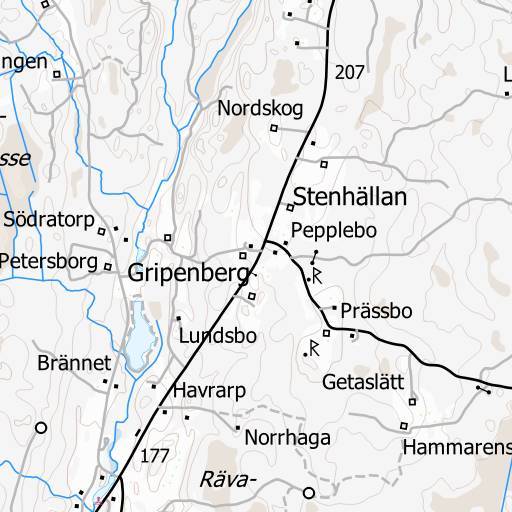 ngen
207
L
Nordskog
sse
Stenhällan
Södratorp
Pepplebo
Petersborg
Gripenberg
R
Prässbo
Lundsbo
R
Brännet
Getaslätt
Havrarp
Norrhaga
Hammarens
177
Räva-